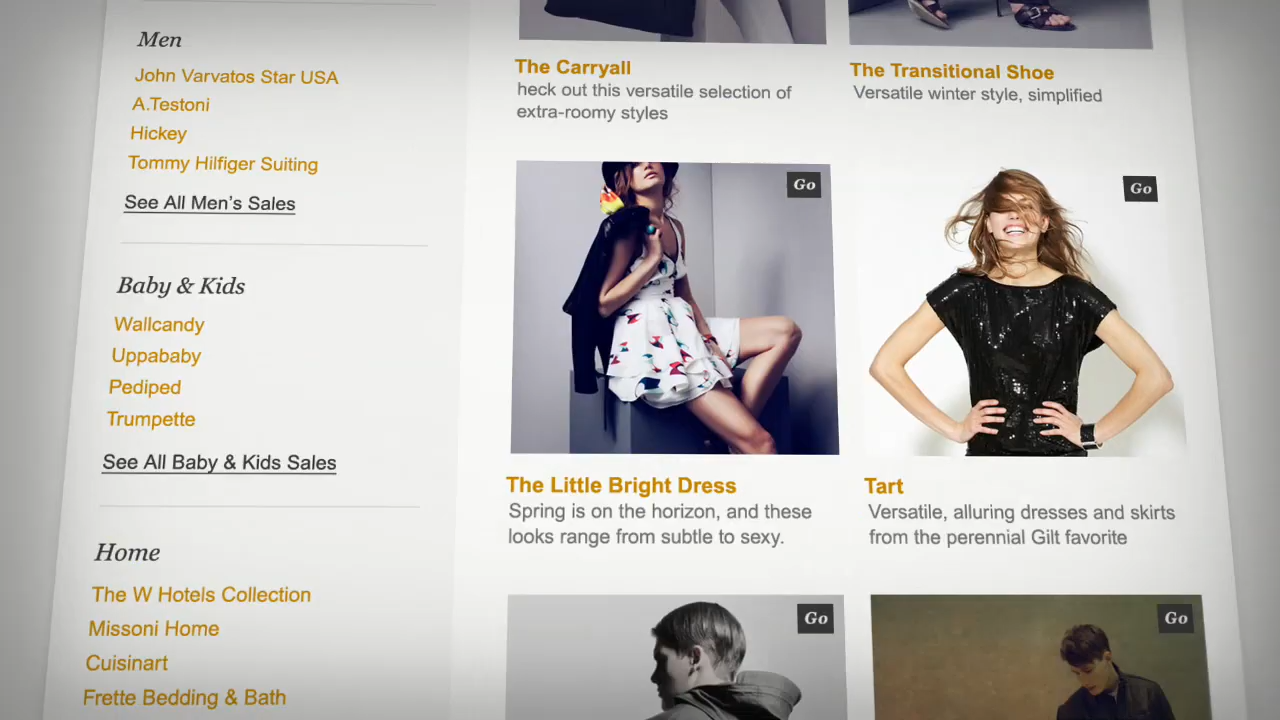 Men
John Varvatos Star USA
A.Testoni
Hickey
Tommy Hilfiger Suiting
See All Men's Sales
Baby & Kids
Wallcandy
Uppababy
Pediped
Trumpette
See All Baby & Kids Sales
Home
The W Hotels Collection
Missoni Home
Cuisinart
Frette Bedding & Bath
The Carryall
heck out this versatile selection of
extra-roomy styles
The Transitional Shoe
Versatile winter style, simplified
Go
The Little Bright Dress
Spring is on the horizon, and these
looks range from subtle to sexy.
Go
Tart
Versatile, alluring dresses and skirts
from the perennial Gilt favorite
Go
Go